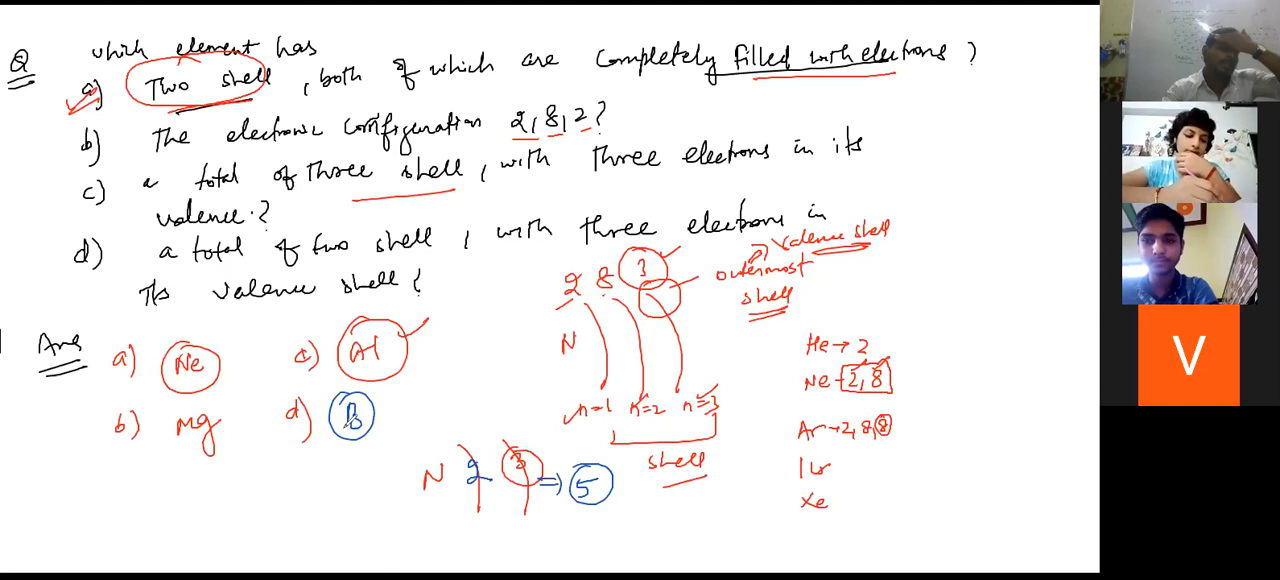 Q which element has
a) Two shell, both of which are completely filled with electrons?
b) The electronic configuration 2, 8, 2?
c) a total of three shell, with three electrons in its
valence.?
d) a total of two shell, with three electrons in
its valence shell?
2 8 3
valence shell
outermost
shell
N
n=1 n=2 n=3
shell
Ans
a) Ne c) Al
b) Mg d) B
N 2 3 => 5
He → 2
Ne - 2, 8
Ar → 2, 8, 8
Kr
Xe
V